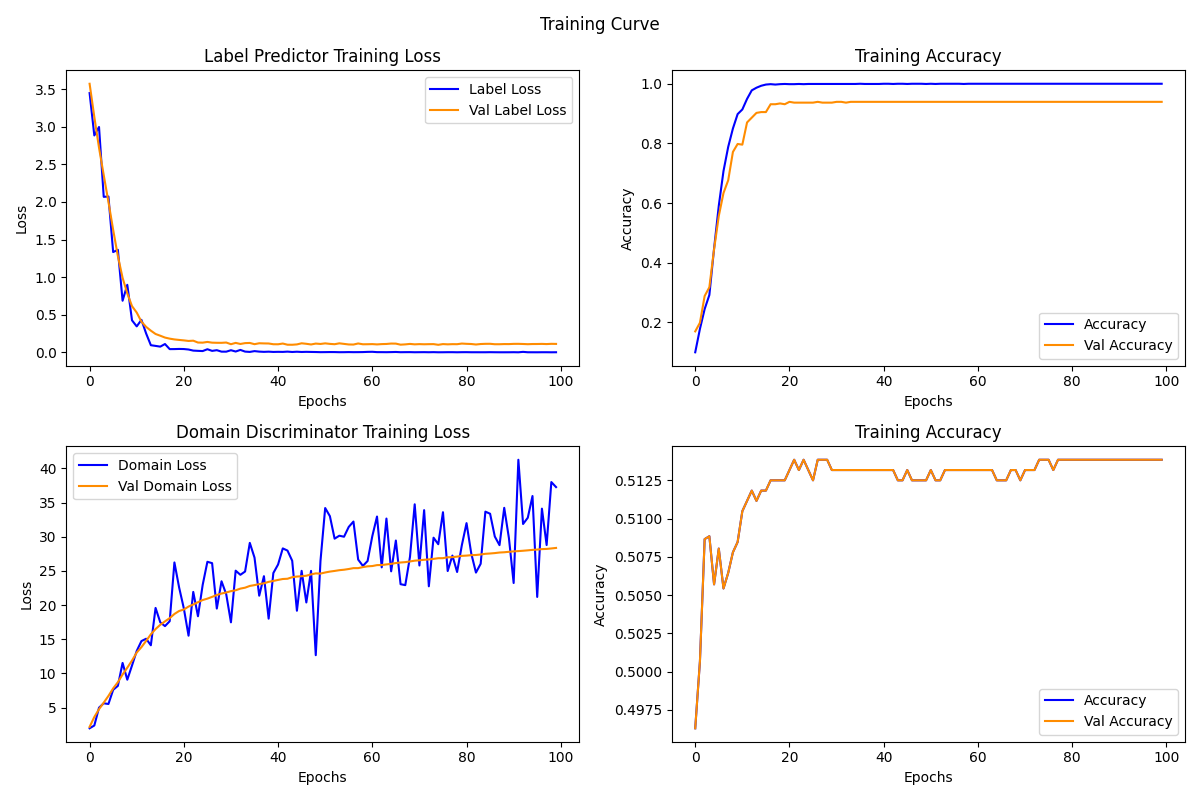 Training Curve
Label Predictor Training Loss
Loss
3.5
3.0
2.5
2.0
1.5
1.0
0.5
0.0
Label Loss
Val Label Loss
0 20 40 60 80 100
Epochs
Training Accuracy
Accuracy
1.0
0.8
0.6
0.4
0.2
Accuracy
Val Accuracy
0 20 40 60 80 100
Epochs
Domain Discriminator Training Loss
Loss
40
35
30
25
20
15
10
5
Domain Loss
Val Domain Loss
0 20 40 60 80 100
Epochs
Training Accuracy
Accuracy
0.5125
0.5100
0.5075
0.5050
0.5025
0.5000
0.4975
Accuracy
Val Accuracy
0 20 40 60 80 100
Epochs